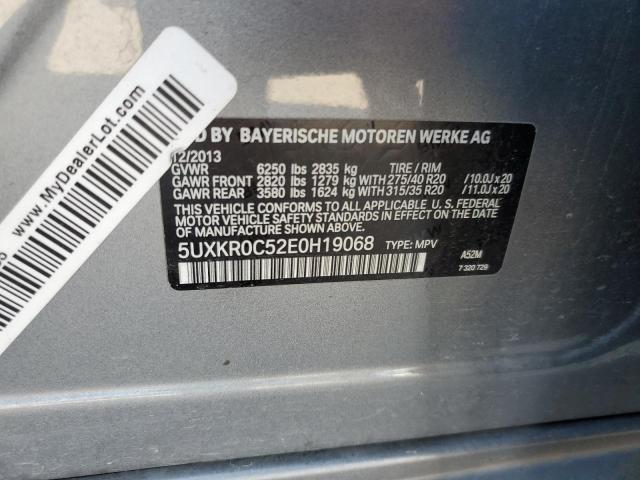 www.MyDealerLot.com
D BY BAYERISCHE MOTOREN WERKE AG
12/2013
GVWR 6250 lbs 2835 kg TIRE / RIM
GAWR FRONT 2820 lbs 1279 kg WITH 275/40 R20 /10.0J x 20
GAWR REAR 3580 lbs 1624 kg WITH 315/35 R20 /11.0J x 20
THIS VEHICLE CONFORMS TO ALL APPLICABLE U. S. FEDERAL
MOTOR VEHICLE SAFETY STANDARDS IN EFFECT ON THE DATE OF
MANUFACTURE SHOWN ABOVE.
5UXKR0C52E0H19068 TYPE: MPV
A52M
7 320 729